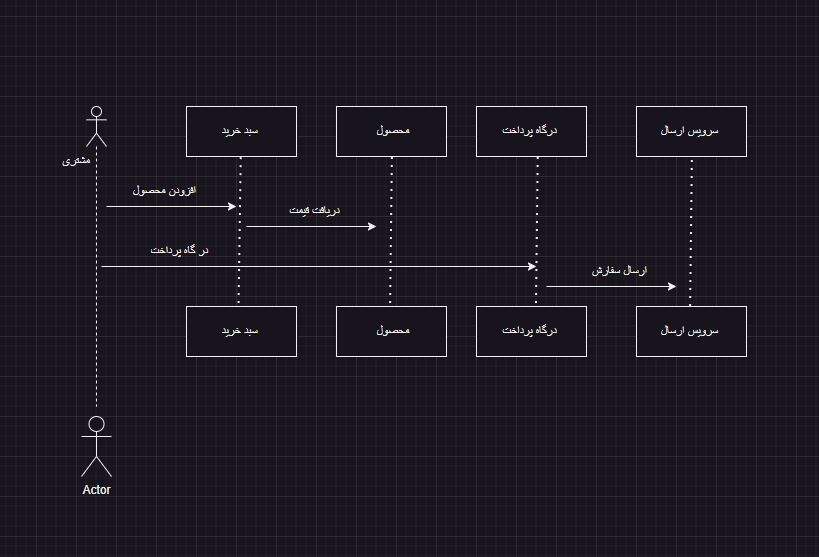 مشتری
سبد خرید
محصول
درگاه پرداخت
سرویس ارسال
افزودن محصول
دریافت قیمت
در گاه پرداخت
ارسال سفارش
سبد خرید
محصول
درگاه پرداخت
سرویس ارسال
Actor